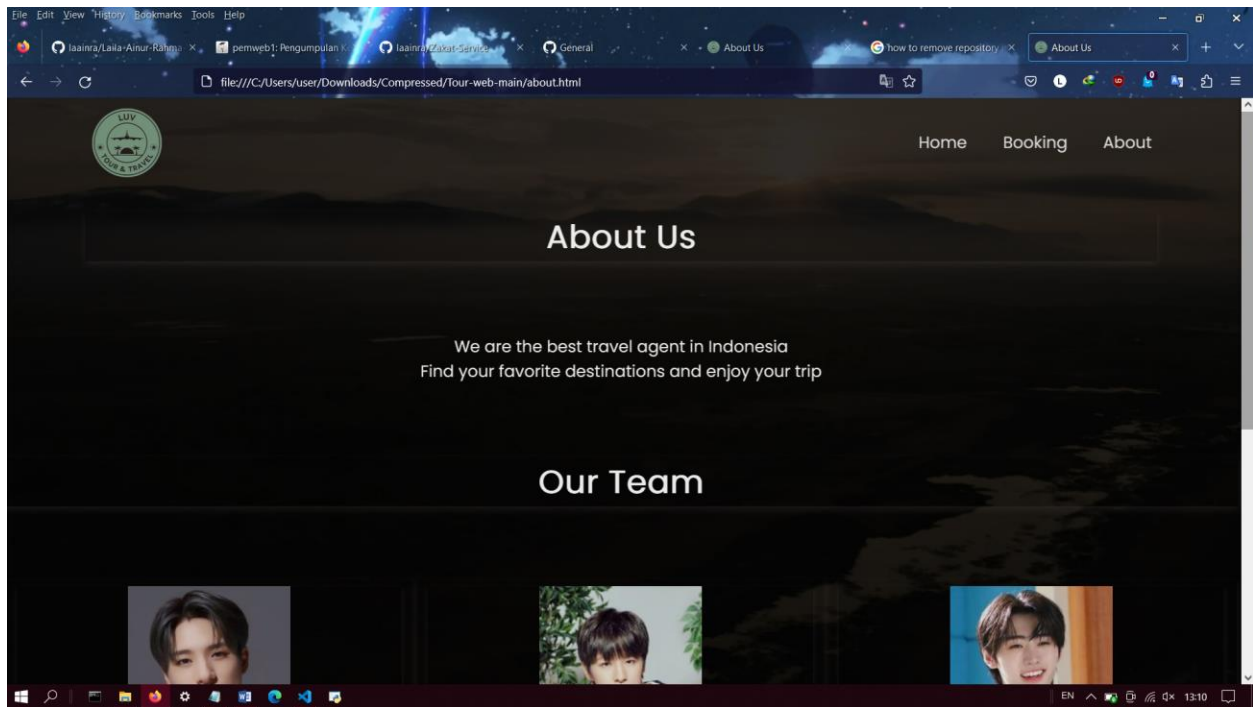 File Edit View History Bookmarks Tools Help
laainra/Laila-Ainur-Rahma
pemweb1: Pengumpulan K
laainra/Zakat-Service
General
About Us
how to remove repository
About Us
file:///C:/Users/user/Downloads/Compressed/Tour-web-main/about.html
LUV
TOUR & TRAVEL
Home Booking About
About Us
We are the best travel agent in Indonesia
Find your favorite destinations and enjoy your trip
Our Team
EN 13:10